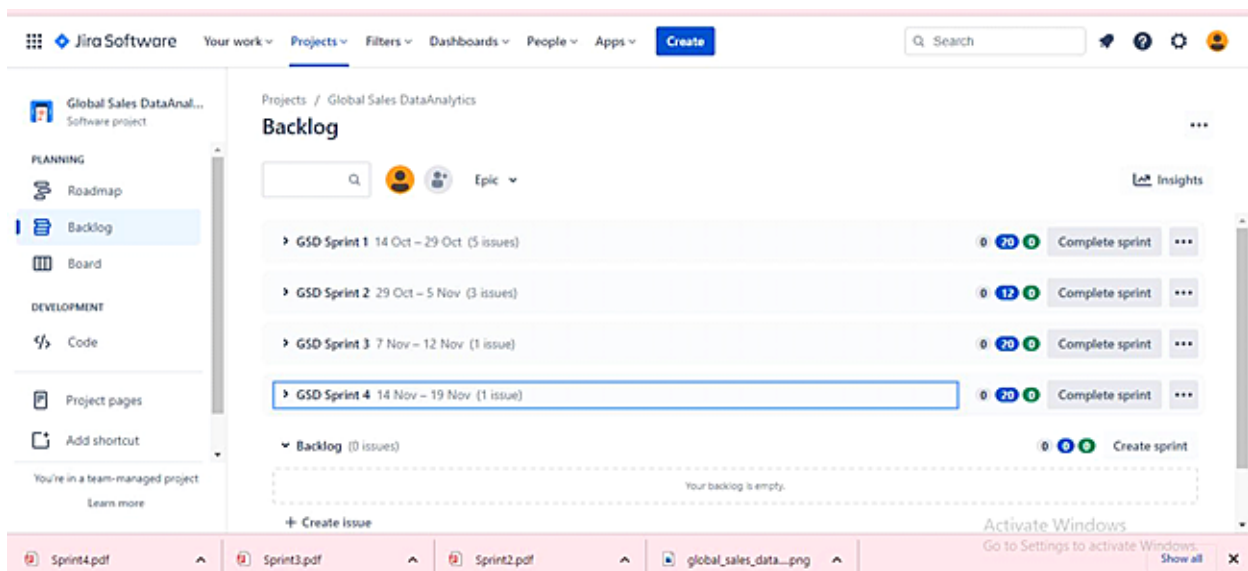 Jira Software Your work Projects Filters Dashboards People Apps Create Search
Global Sales DataAnal...
Software project
PLANNING
Roadmap
Backlog
Board
DEVELOPMENT
Code
Project pages
Add shortcut
You're in a team-managed project
Learn more
Projects / Global Sales DataAnalytics
Backlog
Epic Insights
GSD Sprint 1 14 Oct – 29 Oct (5 issues) 0 20 0 Complete sprint
GSD Sprint 2 29 Oct – 5 Nov (3 issues) 0 12 0 Complete sprint
GSD Sprint 3 7 Nov – 12 Nov (1 issue) 0 20 0 Complete sprint
GSD Sprint 4 14 Nov – 19 Nov (1 issue) 0 20 0 Complete sprint
Backlog (0 issues) 0 0 0 Create sprint
Your backlog is empty.
+ Create issue
Activate Windows
Go to Settings to activate Windows.
Sprint4.pdf Sprint3.pdf Sprint2.pdf global_sales_data....png Show all